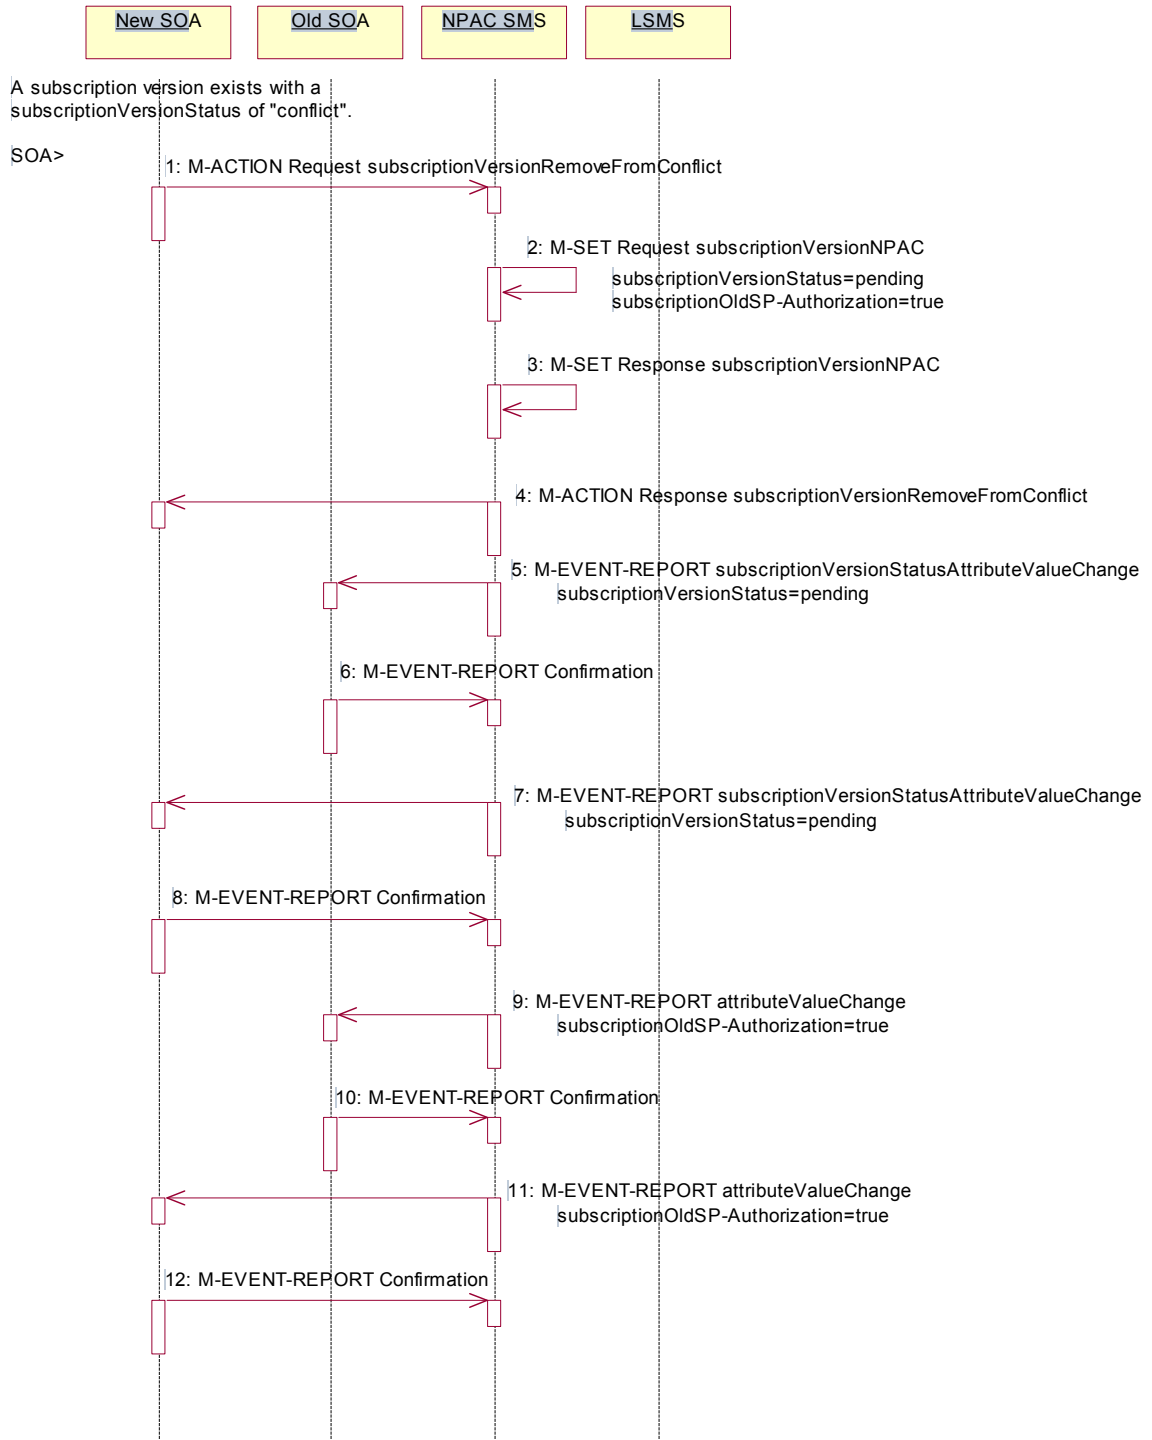 New SOA
Old SOA
NPAC SMS
LSMS
A subscription version exists with a
subscriptionVersionStatus of "conflict".
SOA>
1: M-ACTION Request subscriptionVersionRemoveFromConflict
2: M-SET Request subscriptionVersionNPAC
subscriptionVersionStatus=pending
subscriptionOldSP-Authorization=true
3: M-SET Response subscriptionVersionNPAC
4: M-ACTION Response subscriptionVersionRemoveFromConflict
5: M-EVENT-REPORT subscriptionVersionStatusAttributeValueChange
subscriptionVersionStatus=pending
6: M-EVENT-REPORT Confirmation
7: M-EVENT-REPORT subscriptionVersionStatusAttributeValueChange
subscriptionVersionStatus=pending
8: M-EVENT-REPORT Confirmation
9: M-EVENT-REPORT attributeValueChange
subscriptionOldSP-Authorization=true
10: M-EVENT-REPORT Confirmation
11: M-EVENT-REPORT attributeValueChange
subscriptionOldSP-Authorization=true
12: M-EVENT-REPORT Confirmation